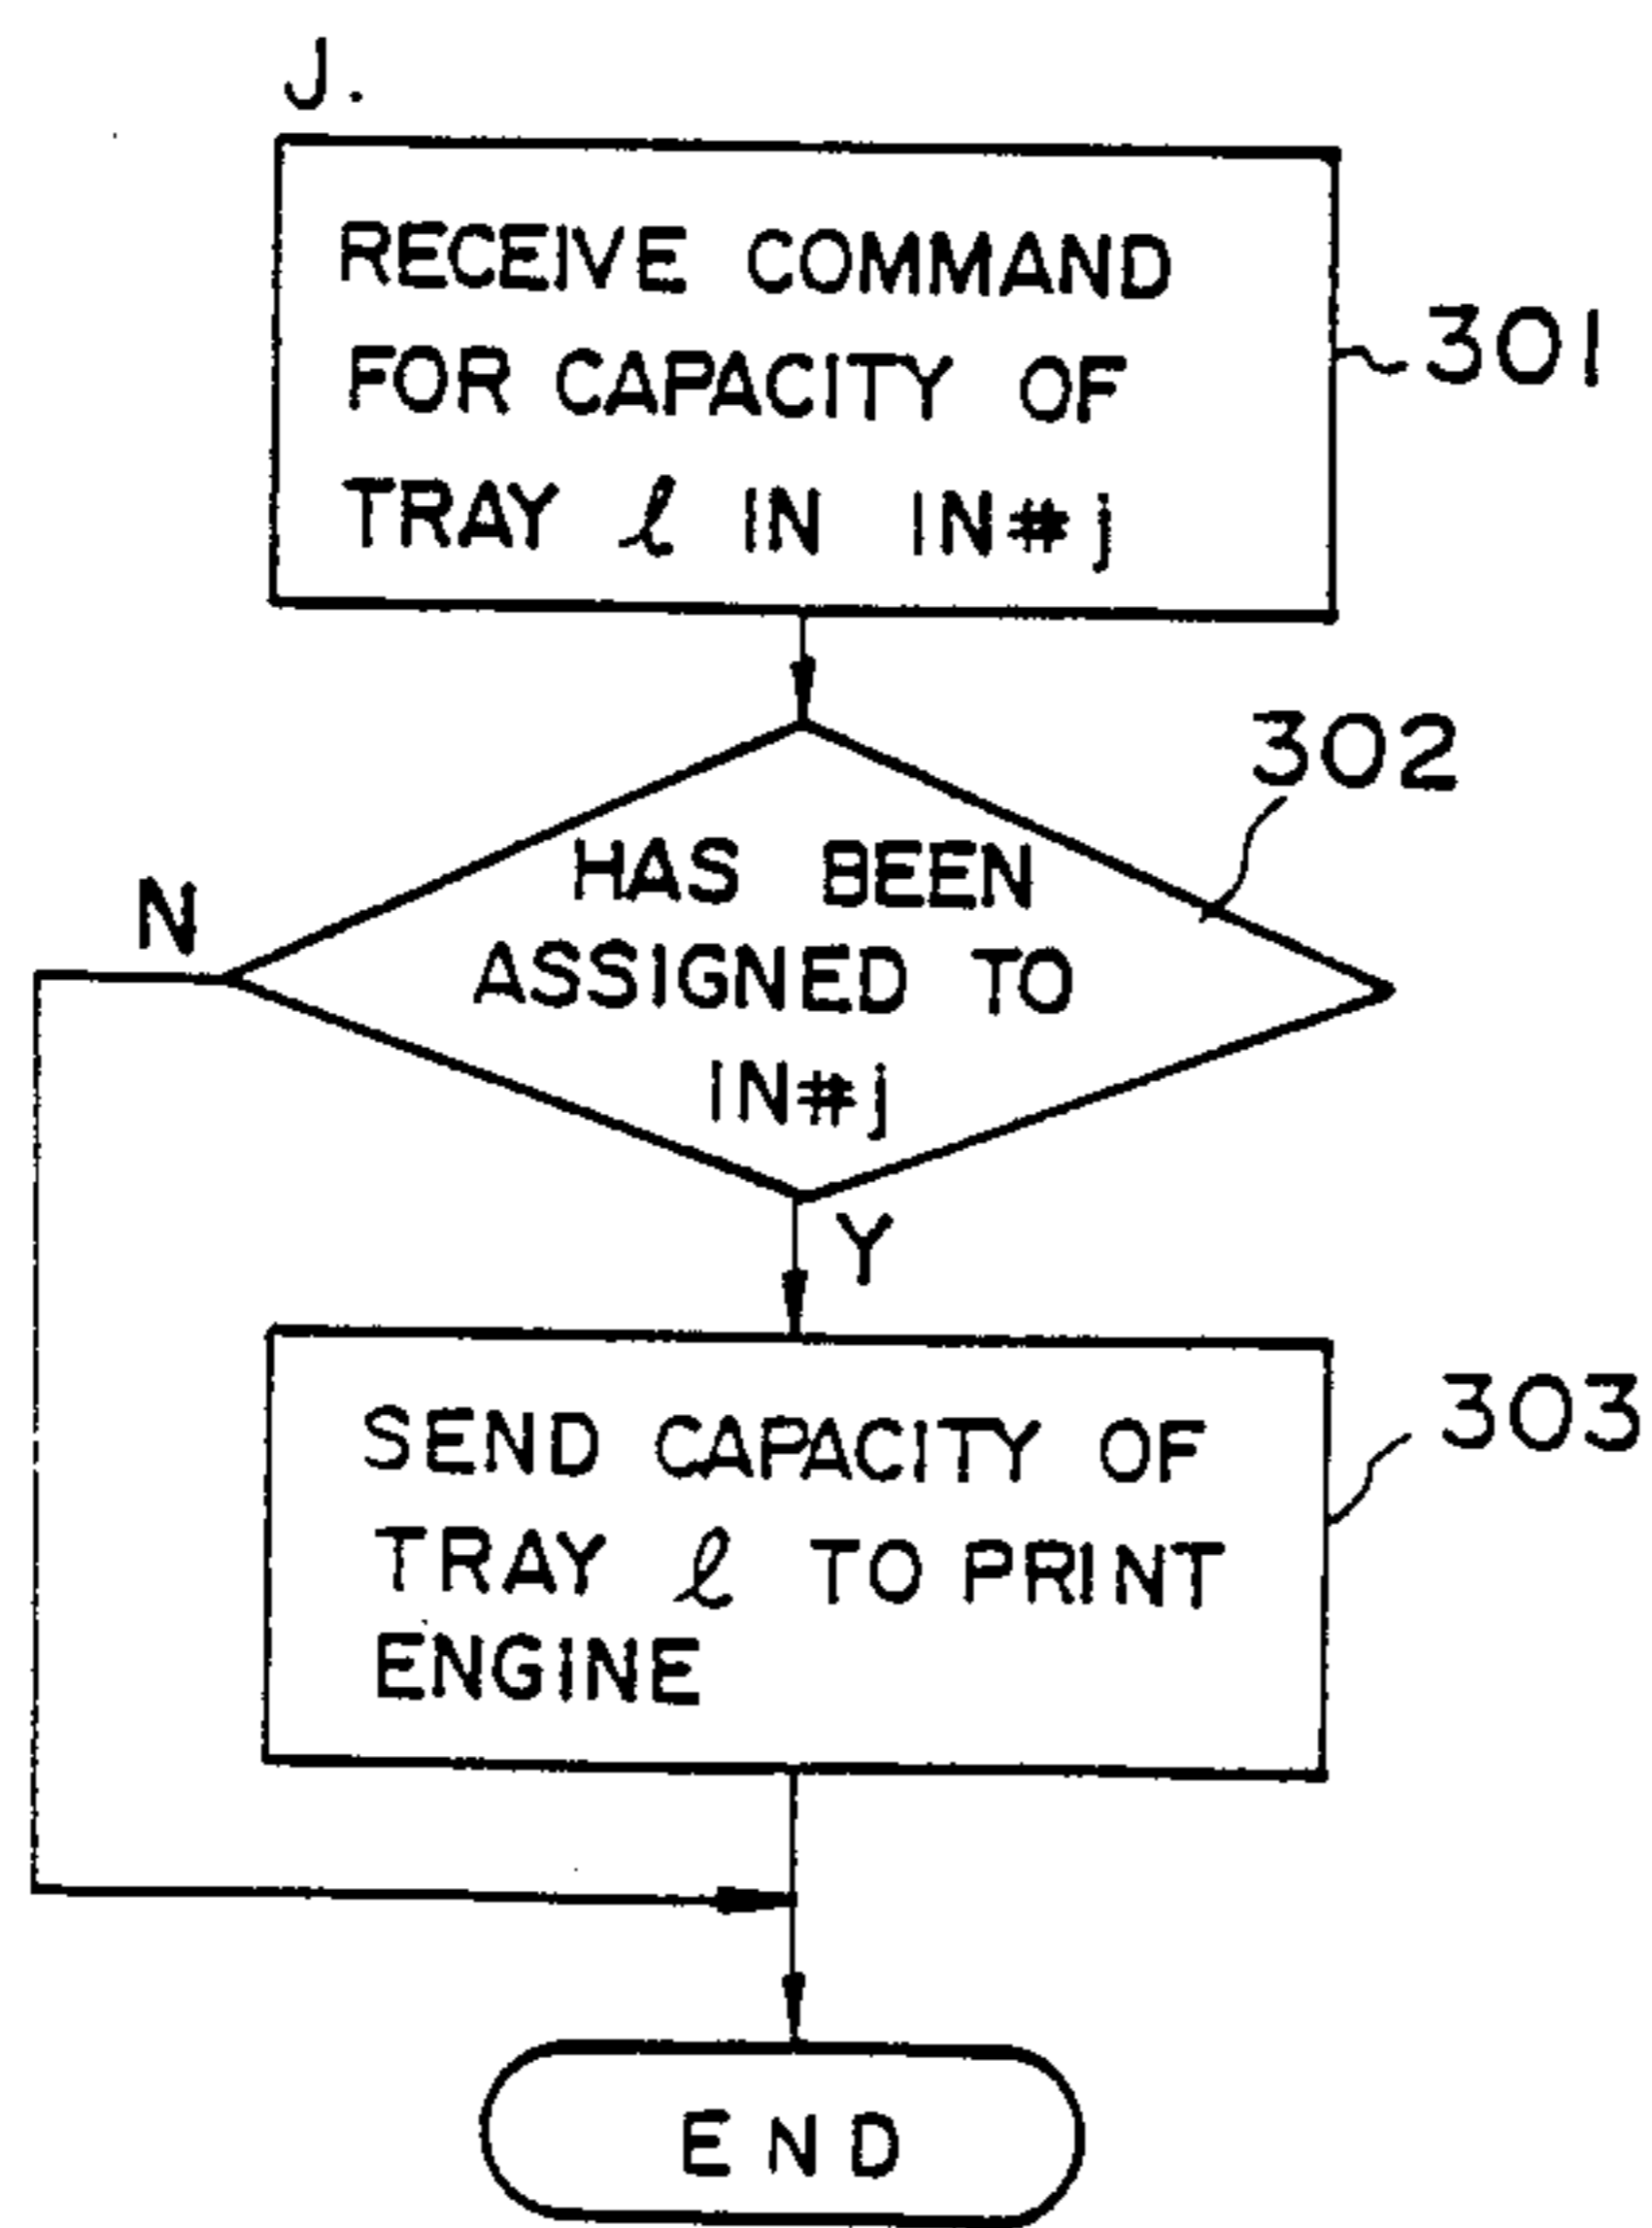 J.
RECEIVE COMMAND
FOR CAPACITY OF
TRAY ℓ IN IN#j
301
302
HAS BEEN
ASSIGNED TO
IN#j
N
Y
SEND CAPACITY OF
TRAY ℓ TO PRINT
ENGINE
303
END